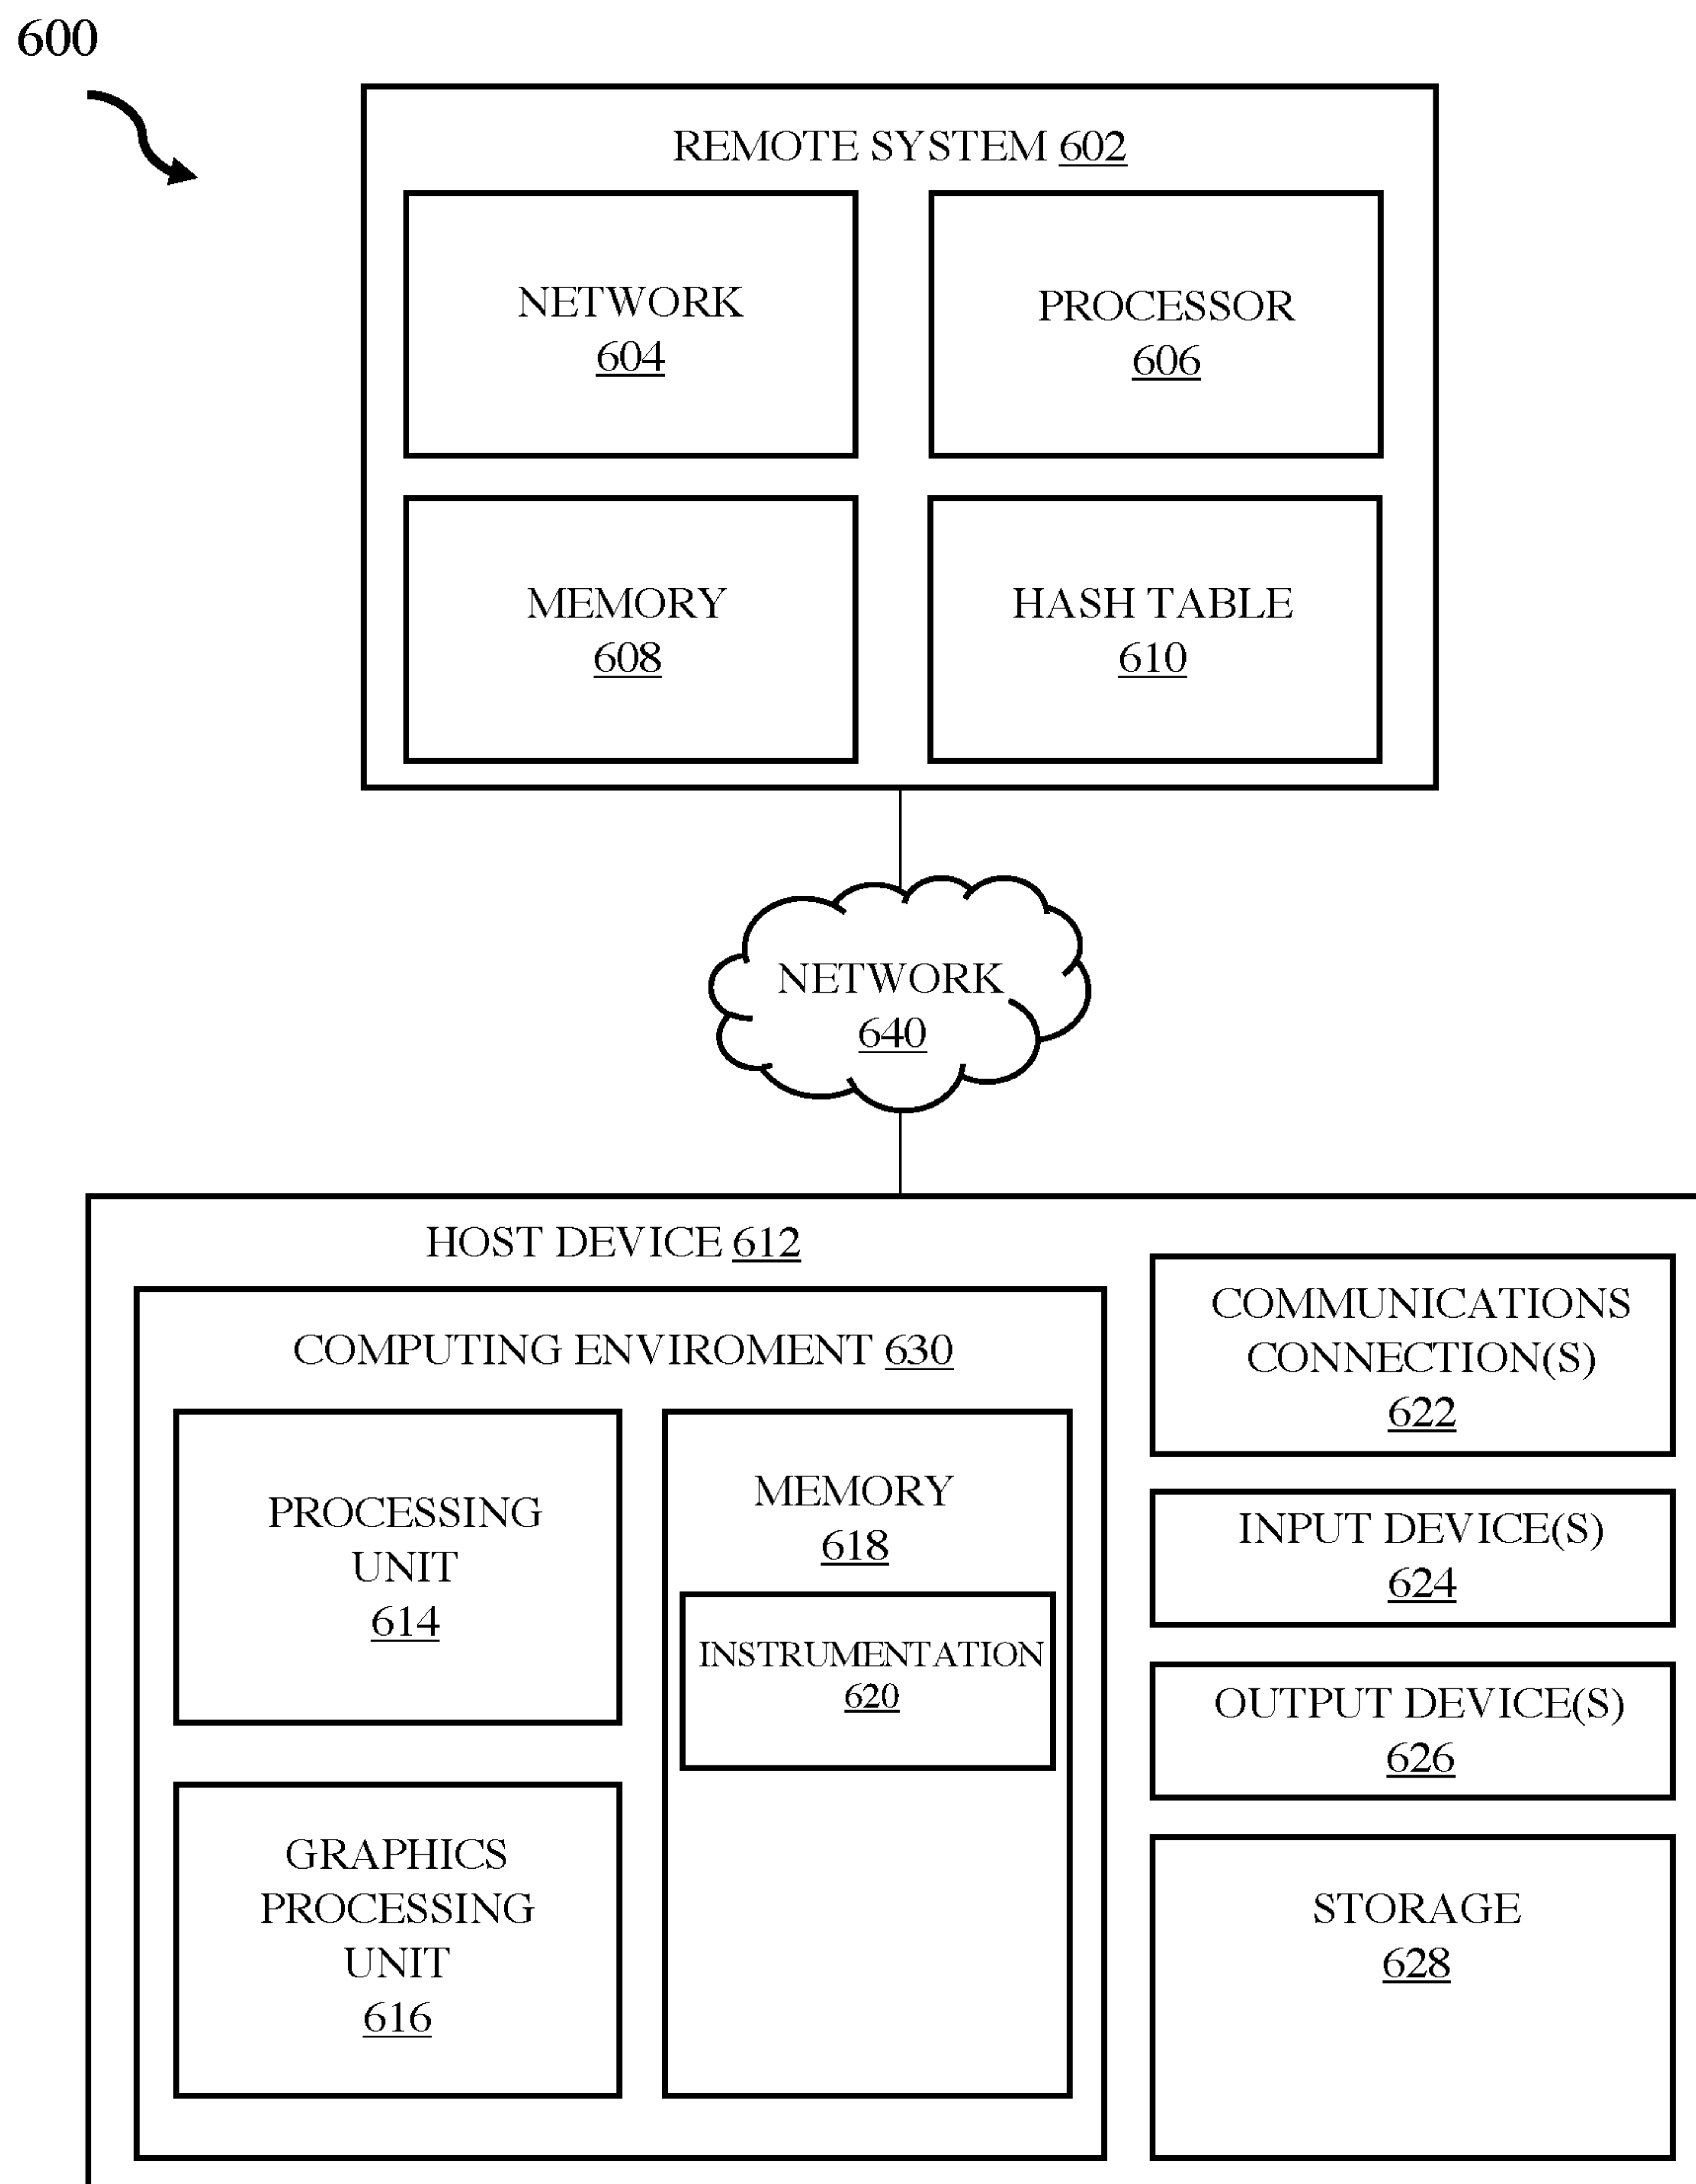 600
REMOTE SYSTEM 602
NETWORK
604
PROCESSOR
606
MEMORY
608
HASH TABLE
610
NETWORK
640
HOST DEVICE 612
COMPUTING ENVIROMENT 630
PROCESSING
UNIT
614
GRAPHICS
PROCESSING
UNIT
616
MEMORY
618
INSTRUMENTATION
620
COMMUNICATIONS
CONNECTION(S)
622
INPUT DEVICE(S)
624
OUTPUT DEVICE(S)
626
STORAGE
628